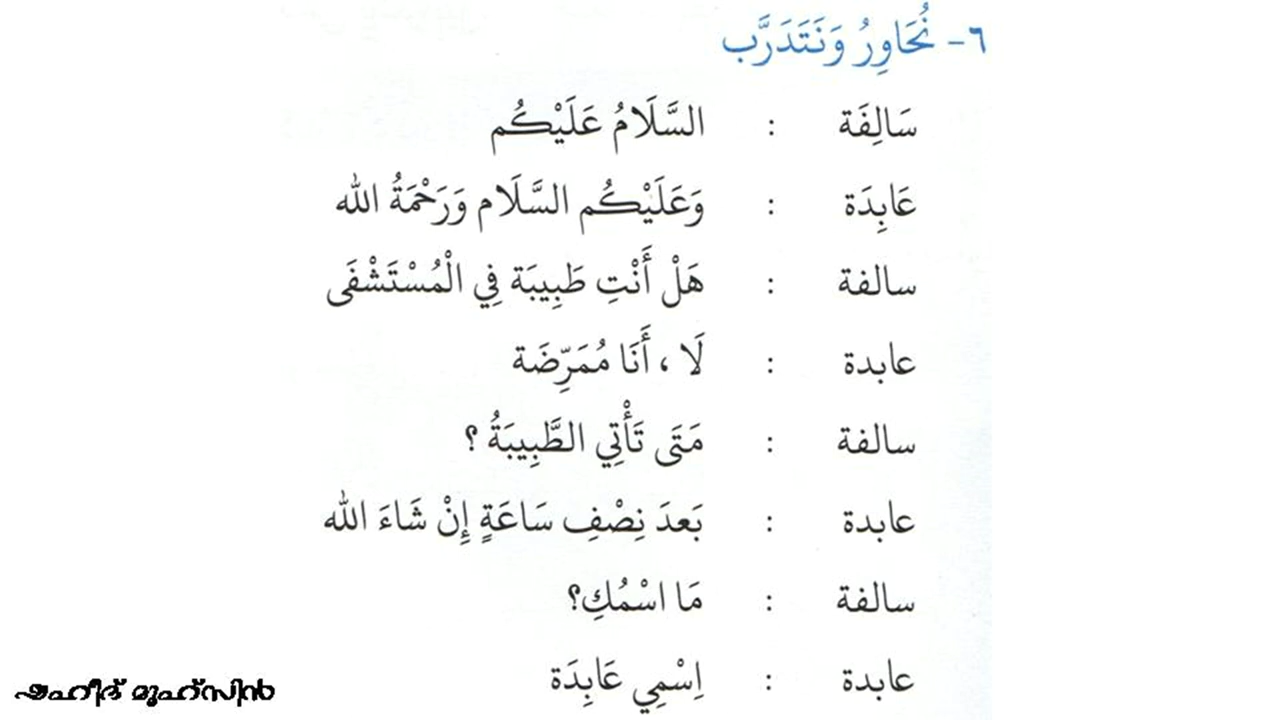 ٦- نُحَاوِرُ وَنَتَدَرَّب
سَالِفَة : السَّلَامُ عَلَيْكُم
عَابِدَة : وَعَلَيْكُم السَّلَام وَرَحْمَةُ الله
سالفة : هَلْ أَنْتِ طَبِيبَة فِي الْمُسْتَشْفَى
عابدة : لَا ، أَنَا مُمَرِّضَة
سالفة : مَتَى تَأْتِي الطَّبِيبَةُ ؟
عابدة : بَعدَ نِصْفِ سَاعَةٍ إِنْ شَاءَ الله
سالفة : مَا اسْمُكِ؟
عابدة : اِسْمِي عَابِدَة
ഷഹീദ് മുഹ്സിൻ